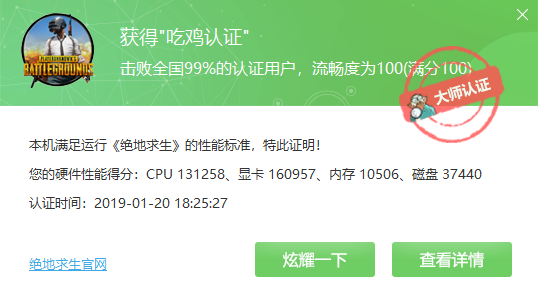 PLAYERUNKNOWN'S
BATTLEGROUNDS
获得"吃鸡认证"
击败全国99%的认证用户，流畅度为100(满分100)
大师认证
本机满足运行《绝地求生》的性能标准，特此证明！
您的硬件性能得分：CPU 131258、显卡 160957、内存 10506、磁盘 37440
认证时间：2019-01-20 18:25:27
绝地求生官网
炫耀一下
查看详情